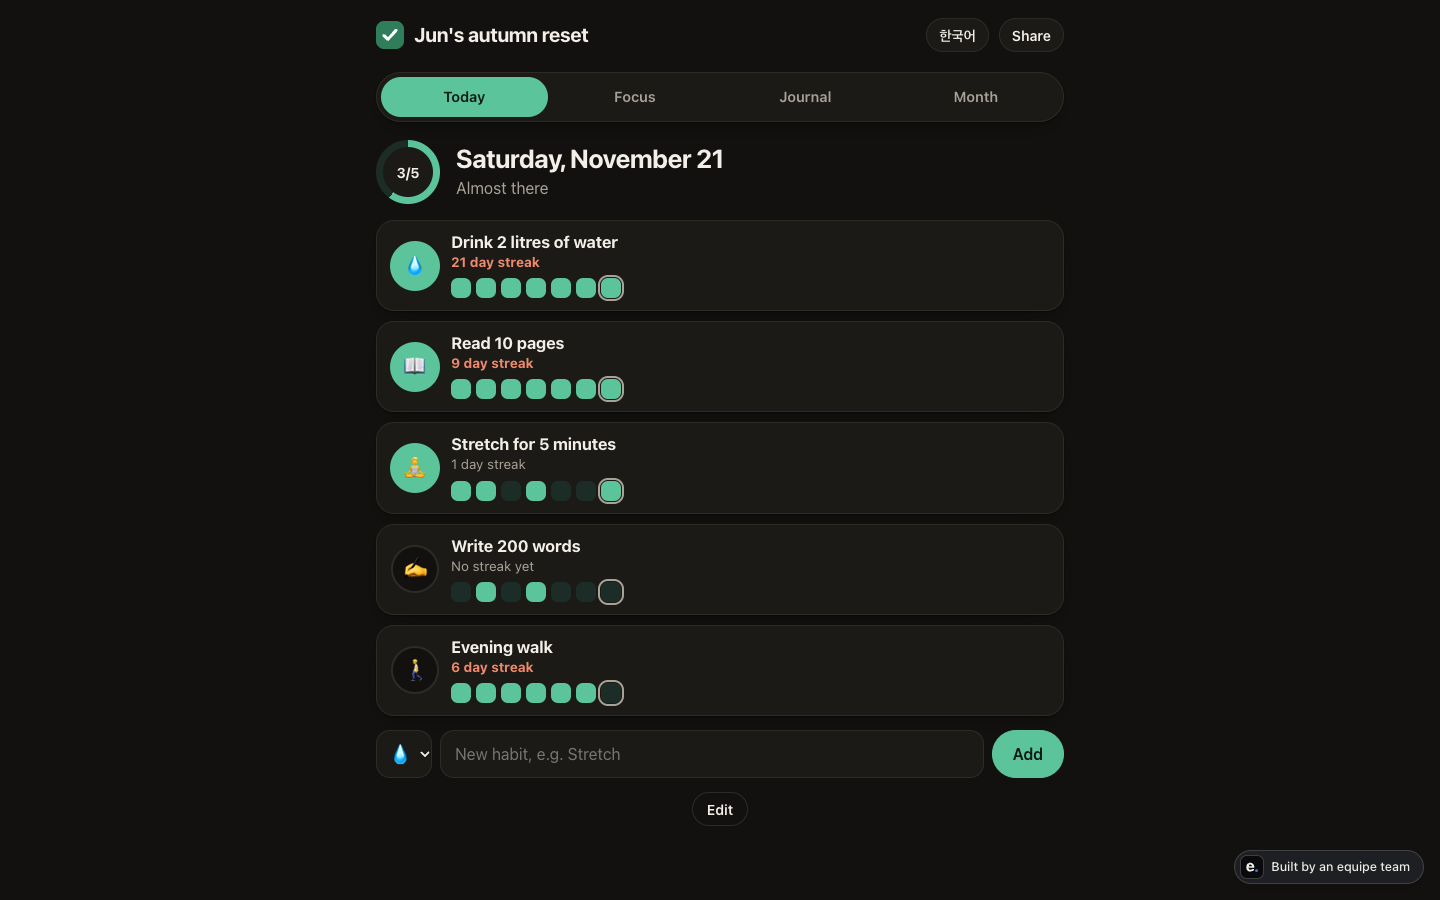 Jun's autumn reset
한국어
Share
Today
Focus
Journal
Month
3/5
Saturday, November 21
Almost there
Drink 2 litres of water
21 day streak
Read 10 pages
9 day streak
Stretch for 5 minutes
1 day streak
Write 200 words
No streak yet
Evening walk
6 day streak
New habit, e.g. Stretch
Add
Edit
e.
Built by an equipe team